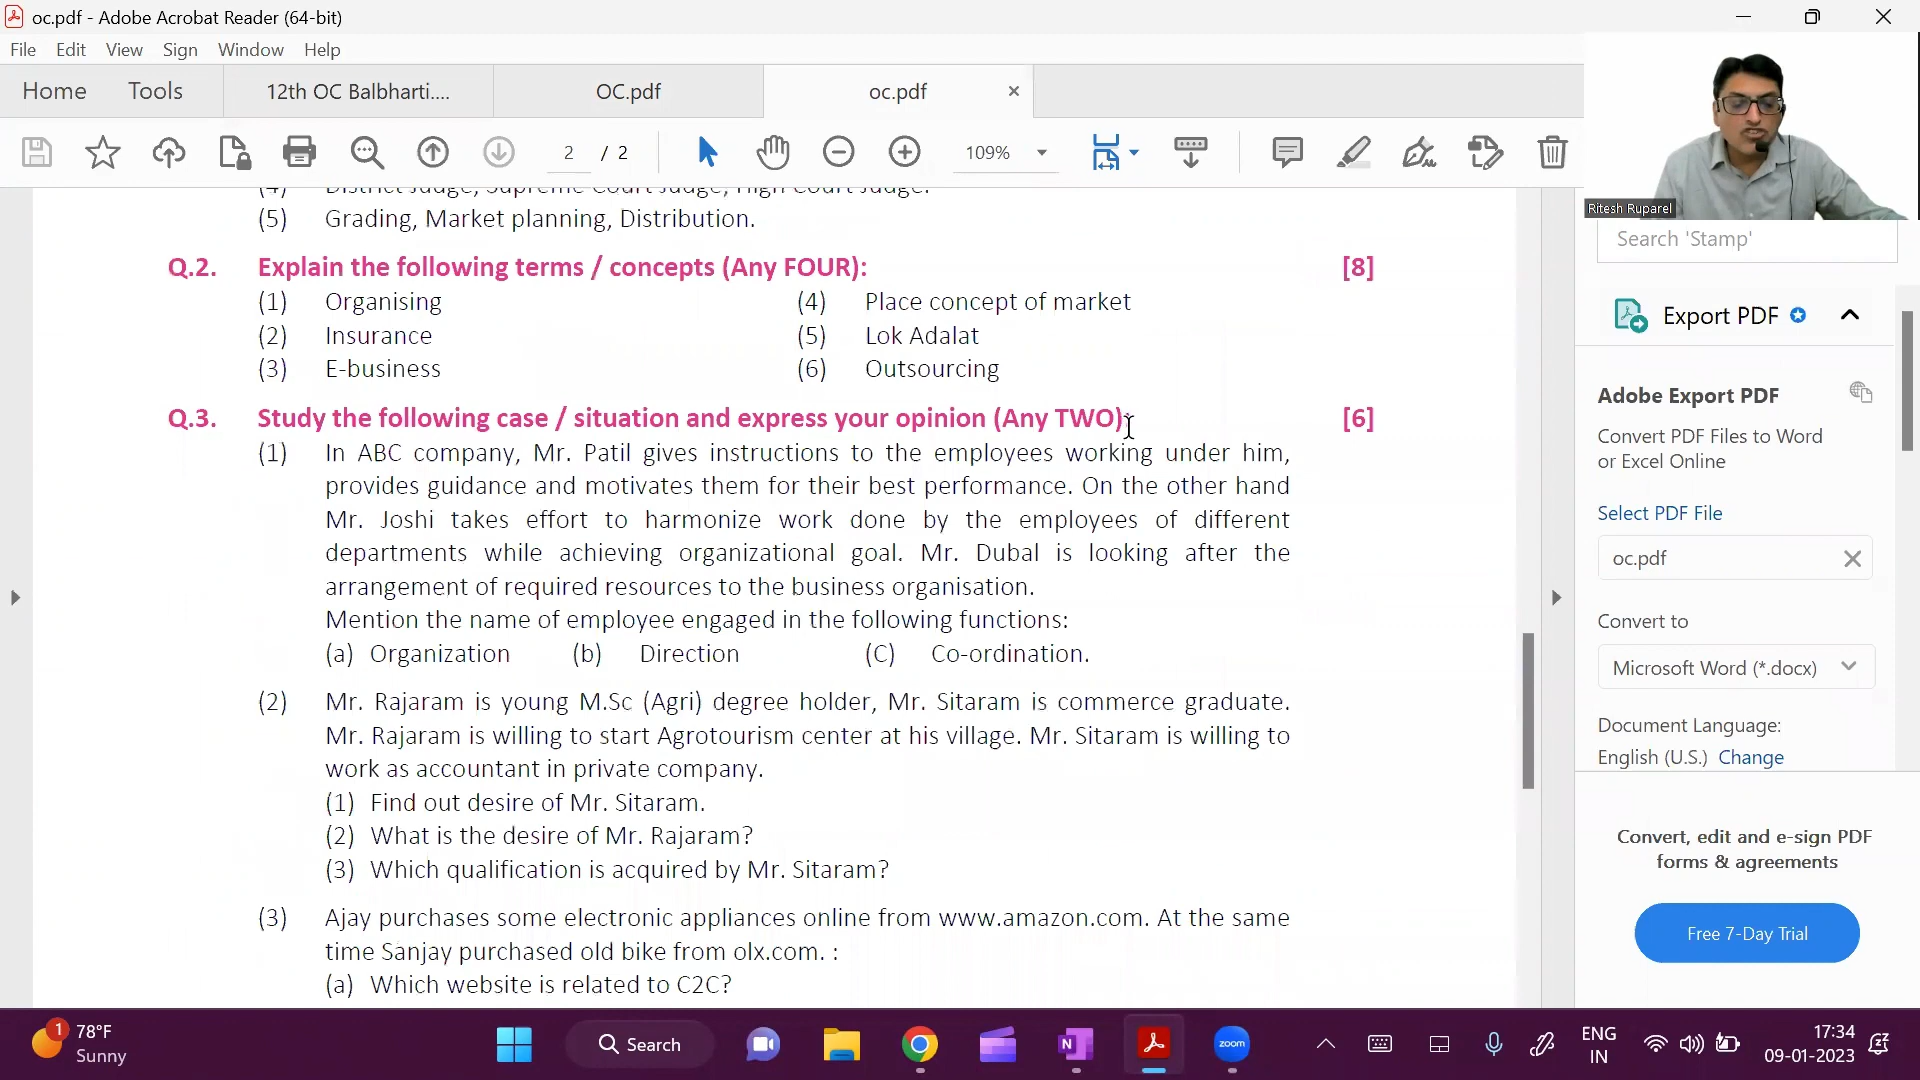 oc.pdf - Adobe Acrobat Reader (64-bit)
File Edit View Sign Window Help
Home Tools 12th OC Balbharti.... OC.pdf oc.pdf ×
2 / 2 109%
Ritesh Ruparel
(4) District Judge, Supreme Court Judge, High Court Judge.
(5) Grading, Market planning, Distribution.
Q.2. Explain the following terms / concepts (Any FOUR): [8]
(1) Organising (4) Place concept of market
(2) Insurance (5) Lok Adalat
(3) E-business (6) Outsourcing
Q.3. Study the following case / situation and express your opinion (Any TWO): [6]
(1) In ABC company, Mr. Patil gives instructions to the employees working under him,
provides guidance and motivates them for their best performance. On the other hand
Mr. Joshi takes effort to harmonize work done by the employees of different
departments while achieving organizational goal. Mr. Dubal is looking after the
arrangement of required resources to the business organisation.
Mention the name of employee engaged in the following functions:
(a) Organization (b) Direction (C) Co-ordination.
(2) Mr. Rajaram is young M.Sc (Agri) degree holder, Mr. Sitaram is commerce graduate.
Mr. Rajaram is willing to start Agrotourism center at his village. Mr. Sitaram is willing to
work as accountant in private company.
(1) Find out desire of Mr. Sitaram.
(2) What is the desire of Mr. Rajaram?
(3) Which qualification is acquired by Mr. Sitaram?
(3) Ajay purchases some electronic appliances online from www.amazon.com. At the same
time Sanjay purchased old bike from olx.com. :
(a) Which website is related to C2C?
Search 'Stamp'
Export PDF
Adobe Export PDF
Convert PDF Files to Word
or Excel Online
Select PDF File
oc.pdf
Convert to
Microsoft Word (*.docx)
Document Language:
English (U.S.) Change
Convert, edit and e-sign PDF
forms & agreements
Free 7-Day Trial
1
78°F
Sunny
Search
N
zoom
ENG
IN
17:34
09-01-2023